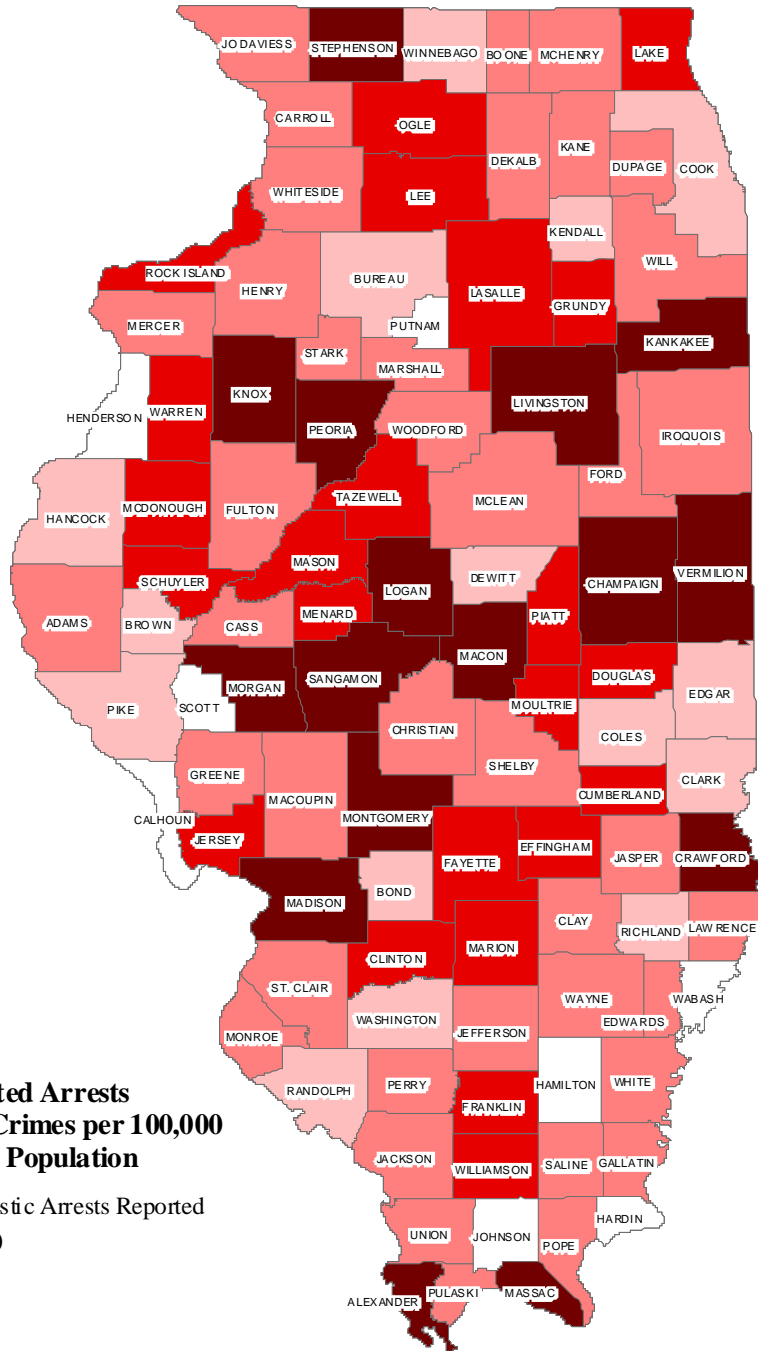 JO DAVIESS
STEPHENSON
WINNEBAGO
BOONE
MCHENRY
LAKE
CARROLL
OGLE
DEKALB
KANE
DUPAGE
COOK
WHITESIDE
LEE
KENDALL
ROCK ISLAND
HENRY
BUREAU
LASALLE
GRUNDY
WILL
MERCER
PUTNAM
KANKAKEE
STARK
MARSHALL
HENDERSON
WARREN
KNOX
PEORIA
WOODFORD
LIVINGSTON
IROQUOIS
FORD
HANCOCK
MCDONOUGH
FULTON
TAZEWELL
MCLEAN
SCHUYLER
MASON
LOGAN
DEWITT
CHAMPAIGN
VERMILION
ADAMS
BROWN
CASS
MENARD
PIATT
MACON
PIKE
SCOTT
MORGAN
SANGAMON
DOUGLAS
MOULTRIE
EDGAR
CHRISTIAN
COLES
SHELBY
GREENE
CLARK
MACOUPIN
CUMBERLAND
CALHOUN
JERSEY
MONTGOMERY
EFFINGHAM
FAYETTE
JASPER
CRAWFORD
MADISON
BOND
CLAY
RICHLAND
LAWRENCE
MARION
CLINTON
ST. CLAIR
WAYNE
WABASH
WASHINGTON
EDWARDS
JEFFERSON
MONROE
RANDOLPH
PERRY
HAMILTON
WHITE
FRANKLIN
JACKSON
WILLIAMSON
SALINE
GALLATIN
UNION
JOHNSON
HARDIN
POPE
ALEXANDER
PULASKI
MASSAC
ted Arrests
Crimes per 100,000
Population
stic Arrests Reported
)